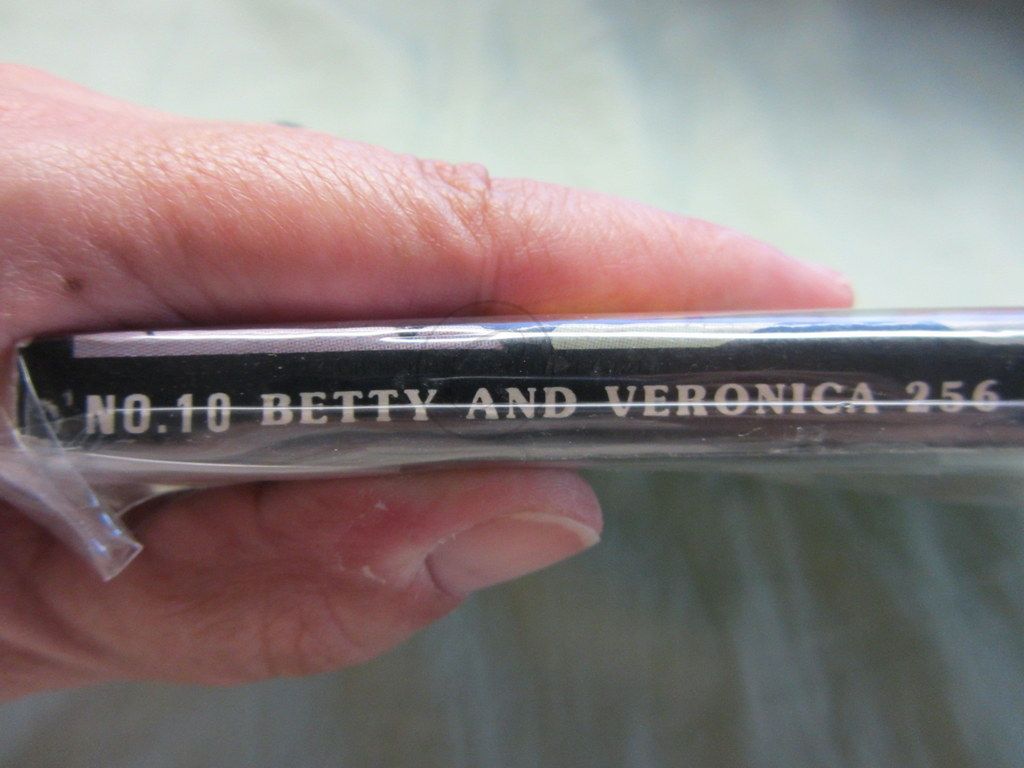 NO.10 BETTY AND VERONICA 256